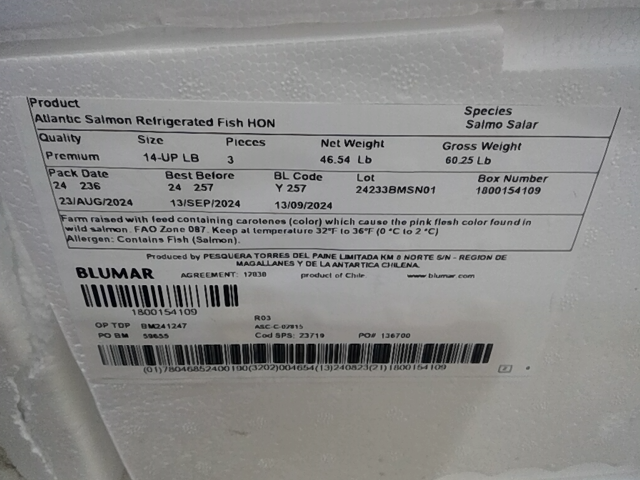 Product
Species
Atlantic Salmon Refrigerated Fish HON
Salmo Salar
Quality Size Pieces Net Weight Gross Weight
Premium 14-UP LB 3 46.54 Lb 60.25 Lb
Pack Date Best Before BL Code Lot Box Number
24 236 24 257 Y 257 24233BMSN01 1800154109
23/AUG/2024 13/SEP/2024 13/09/2024
Farm raised with feed containing carotenes (color) which cause the pink flesh color found in
wild salmon. FAO Zone 087. Keep at temperature 32°F to 36°F (0 °C to 2 °C)
Allergen: Contains Fish (Salmon).
Produced by PESQUERA TORRES DEL PAINE LIMITADA KM 8 NORTE S/N - REGION DE
MAGALLANES Y DE LA ANTARTICA CHILENA.
BLUMAR AGREEMENT: 12030 product of Chile. www.blumar.com
1800154109
R03
OP TDP BM241247 ASC-C-02815
PO BM 59655 Cod SPS: 23719 PO# 136700
(01)78046852400190(3202)004654(13)240823(21)1800154109